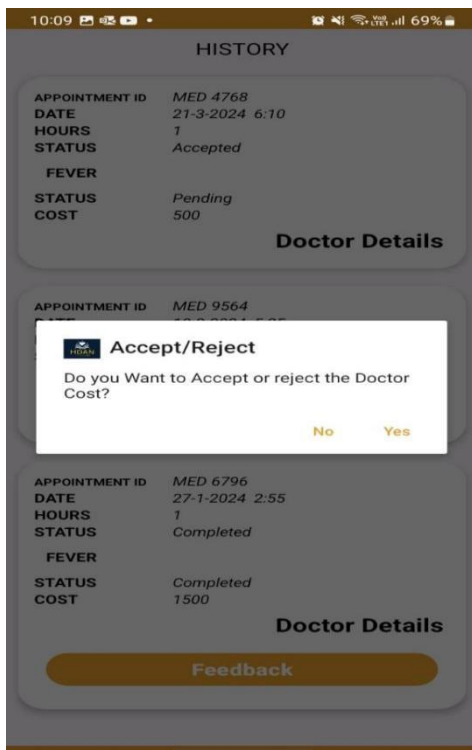 10:09 69%
HISTORY
APPOINTMENT ID MED 4768
DATE 21-3-2024 6:10
HOURS 1
STATUS Accepted
FEVER
STATUS Pending
COST 500
Doctor Details
APPOINTMENT ID MED 9564
HDAN Accept/Reject
Do you Want to Accept or reject the Doctor
Cost?
No Yes
APPOINTMENT ID MED 6796
DATE 27-1-2024 2:55
HOURS 1
STATUS Completed
FEVER
STATUS Completed
COST 1500
Doctor Details
Feedback